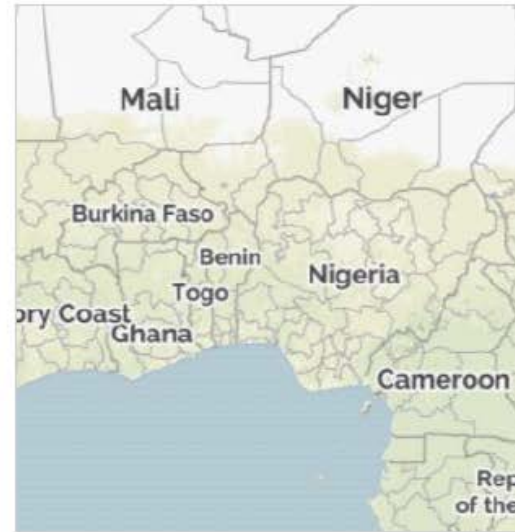 Mali
Niger
Burkina Faso
Benin
Nigeria
Togo
ory Coast
Ghana
Cameroon
Rep
of the